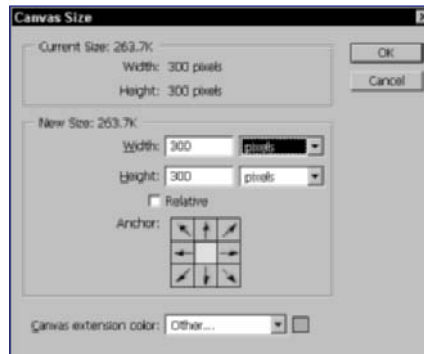 Canvas Size
Current Size: 263.7K
Width: 300 pixels
Height: 300 pixels
OK
Cancel
New Size: 263.7K
Width: 300 pixels
Height: 300 pixels
Relative
Anchor:
Canvas extension color: Other...